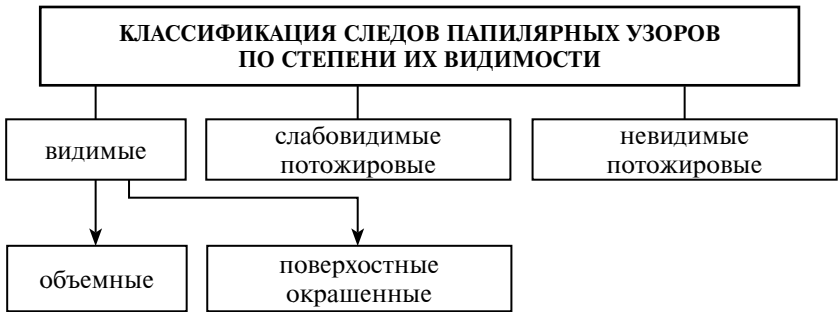 КЛАССИФИКАЦИЯ СЛЕДОВ ПАПИЛЯРНЫХ УЗОРОВ
ПО СТЕПЕНИ ИХ ВИДИМОСТИ
видимые
слабовидимые
потожировые
невидимые
потожировые
объемные
поверхостные
окрашенные